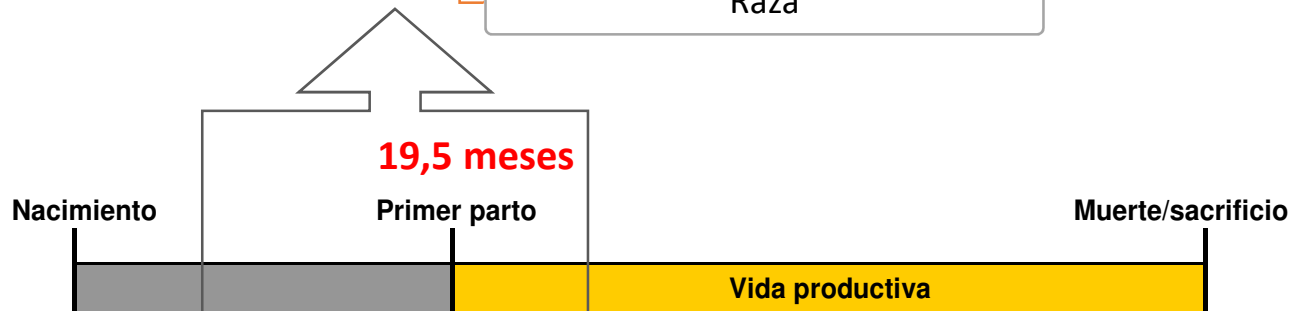 Raza
19,5 meses
Nacimiento
Primer parto
Muerte/sacrificio
Vida productiva